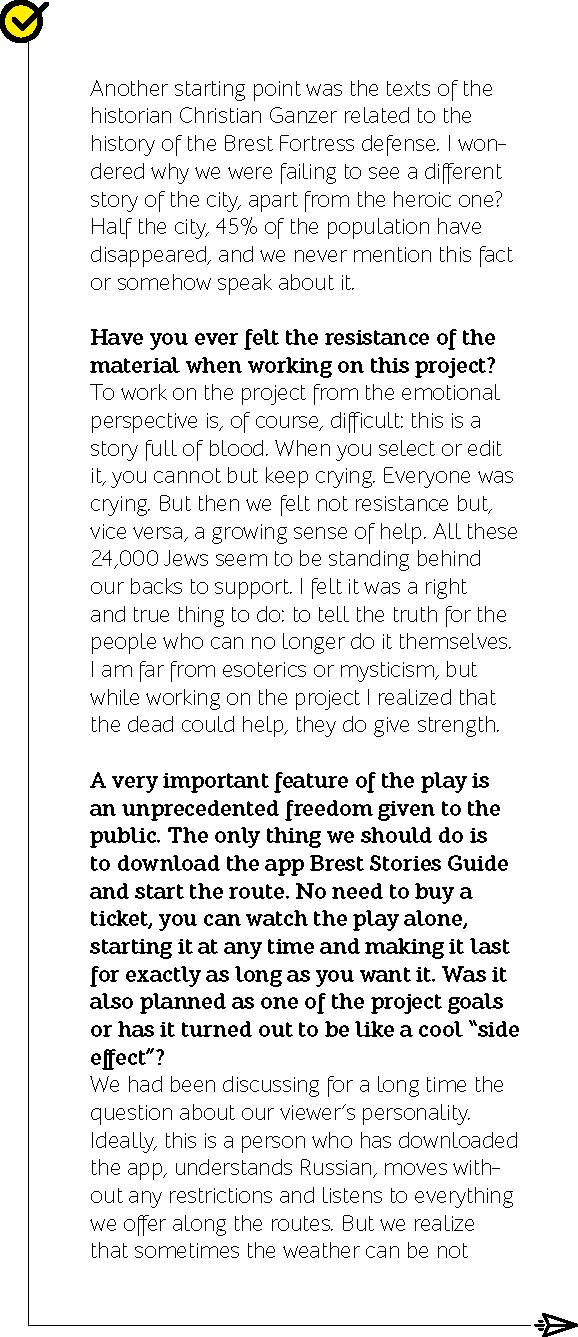 Another starting point was the texts of the
historian Christian Ganzer related to the
history of the Brest Fortress defense. I won-
dered why we were failing to see a different
story of the city, apart from the heroic one?
Half the city, 45% of the population have
disappeared, and we never mention this fact
or somehow speak about it.
Have you ever felt the resistance of the
material when working on this project?
To work on the project from the emotional
perspective is, of course, difficult: this is a
story full of blood. When you select or edit
it, you cannot but keep crying. Everyone was
crying. But then we felt not resistance but,
vice versa, a growing sense of help. All these
24,000 Jews seem to be standing behind
our backs to support. I felt it was a right
and true thing to do: to tell the truth for the
people who can no longer do it themselves.
I am far from esoterics or mysticism, but
while working on the project I realized that
the dead could help, they do give strength.
A very important feature of the play is
an unprecedented freedom given to the
public. The only thing we should do is
to download the app Brest Stories Guide
and start the route. No need to buy a
ticket, you can watch the play alone,
starting it at any time and making it last
for exactly as long as you want it. Was it
also planned as one of the project goals
or has it turned out to be like a cool “side
effect”?
We had been discussing for a long time the
question about our viewer’s personality.
Ideally, this is a person who has downloaded
the app, understands Russian, moves with-
out any restrictions and listens to everything
we offer along the routes. But we realize
that sometimes the weather can be not